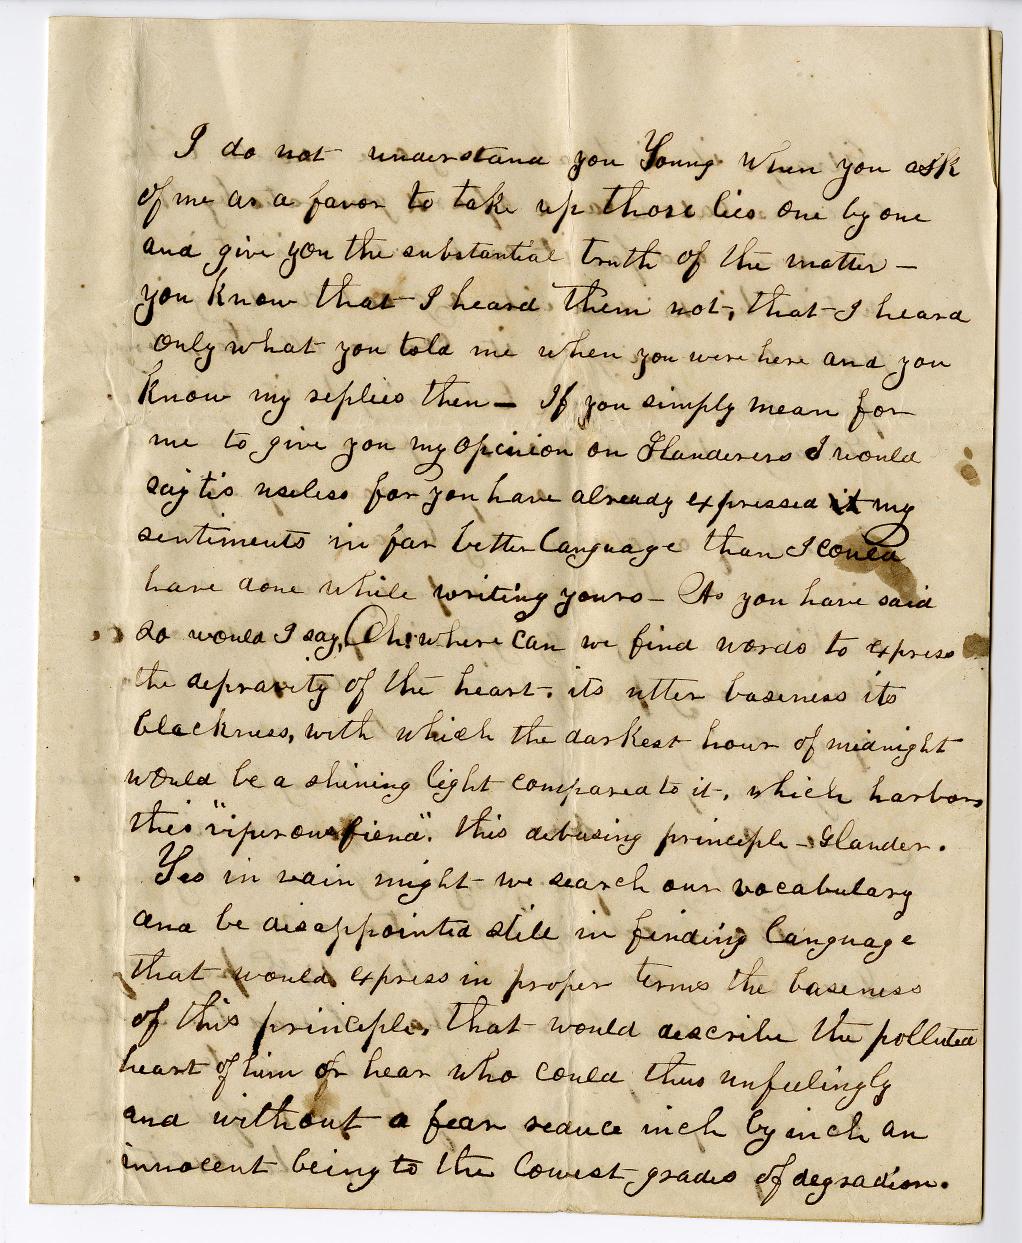 I do not understand you Young when you ask
of me as a favor to take up those lies one by one
and give you the substantial truth of the matter –
you know that I heard them not, that I heard
only what you told me when you were here and you
know my replies then – If you simply mean for
me to give you my opinion on Slanderers I would
say tis useless for you have already expressed it my
sentiments in far better language than I could
have done while writing yours – As you have said
so would I say, Oh! where can we find words to express
the depravity of the heart, its utter baseness its
blackness, with which the darkest hour of midnight
would be a shining light compared to it, which harbors
this "viperous fiend". this debasing principle – Slander.
Yes in vain might we search our vocabulary
and be disappointed still in finding language
that would express in proper terms the baseness
of this principle, that would describe the polluted
heart of him or hear who could thus unfeelingly
and without a fear reduce inch by inch an
innocent being to the lowest grades of degradion.